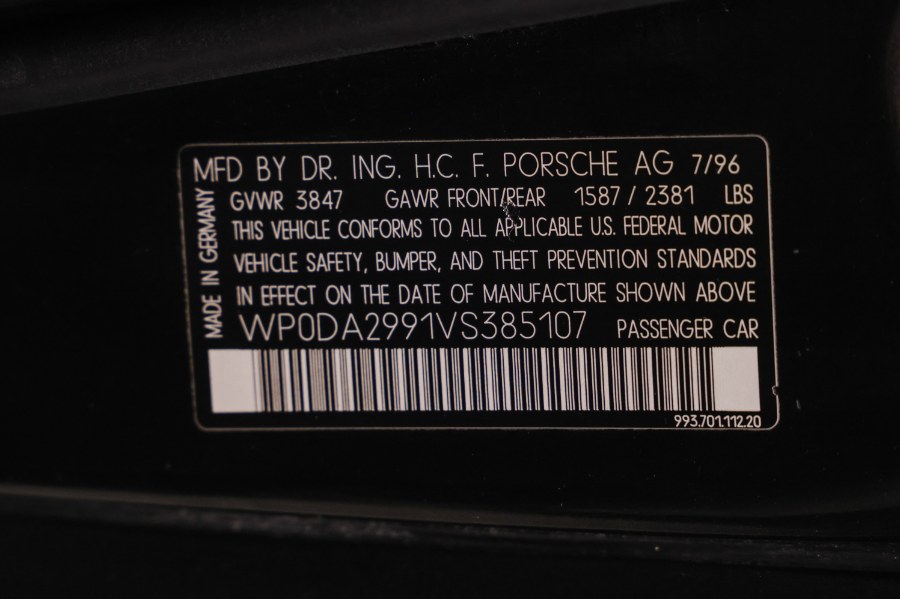 MFD BY DR. ING. H.C. F. PORSCHE AG 7/96
GVWR 3847 GAWR FRONT/REAR 1587 / 2381 LBS
THIS VEHICLE CONFORMS TO ALL APPLICABLE U.S. FEDERAL MOTOR
VEHICLE SAFETY, BUMPER, AND THEFT PREVENTION STANDARDS
IN EFFECT ON THE DATE OF MANUFACTURE SHOWN ABOVE
WP0DA2991VS385107 PASSENGER CAR
993.701.112.20
MADE IN GERMANY